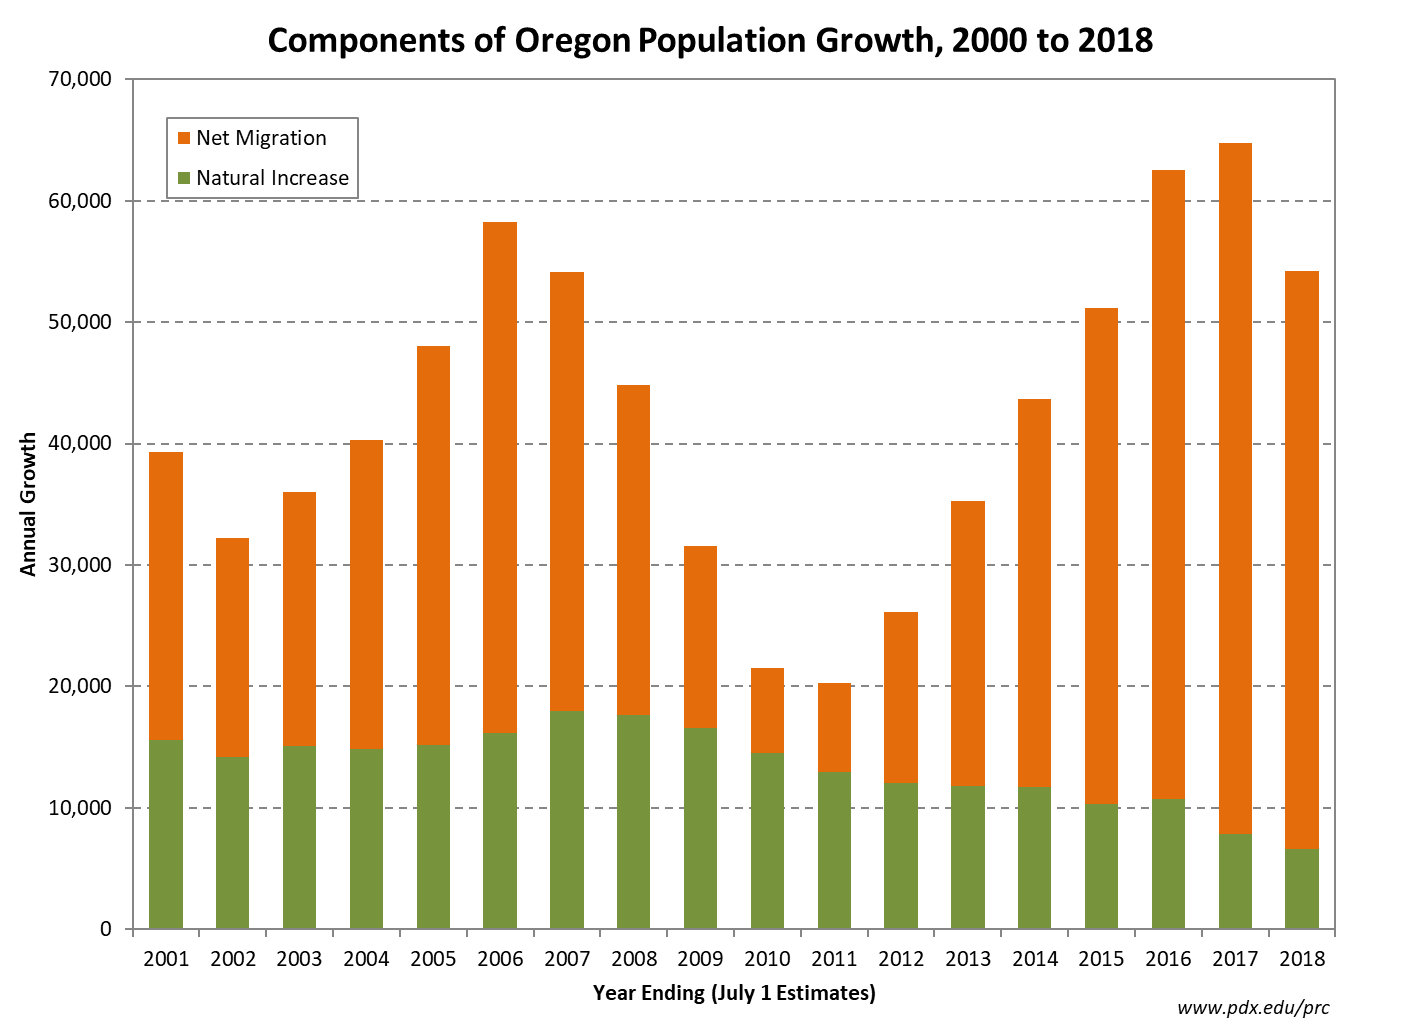 Components of Oregon Population Growth, 2000 to 2018
70,000
Net Migration
Natural Increase
60,000
50,000
40,000
30,000
20,000
10,000
0
Annual Growth
2001 2002 2003 2004 2005 2006 2007 2008 2009 2010 2011 2012 2013 2014 2015 2016 2017 2018
Year Ending (July 1 Estimates)
www.pdx.edu/prc